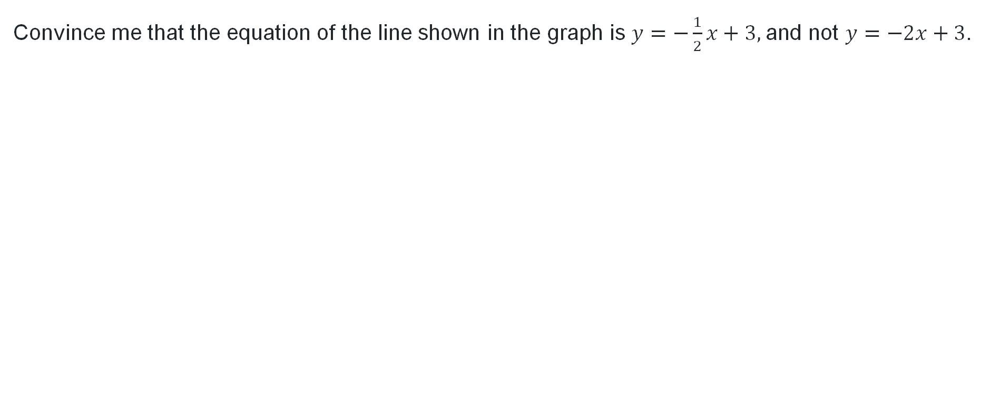 Convince me that the equation of the line shown in the graph is y = −1/2x + 3, and not y = −2x + 3.